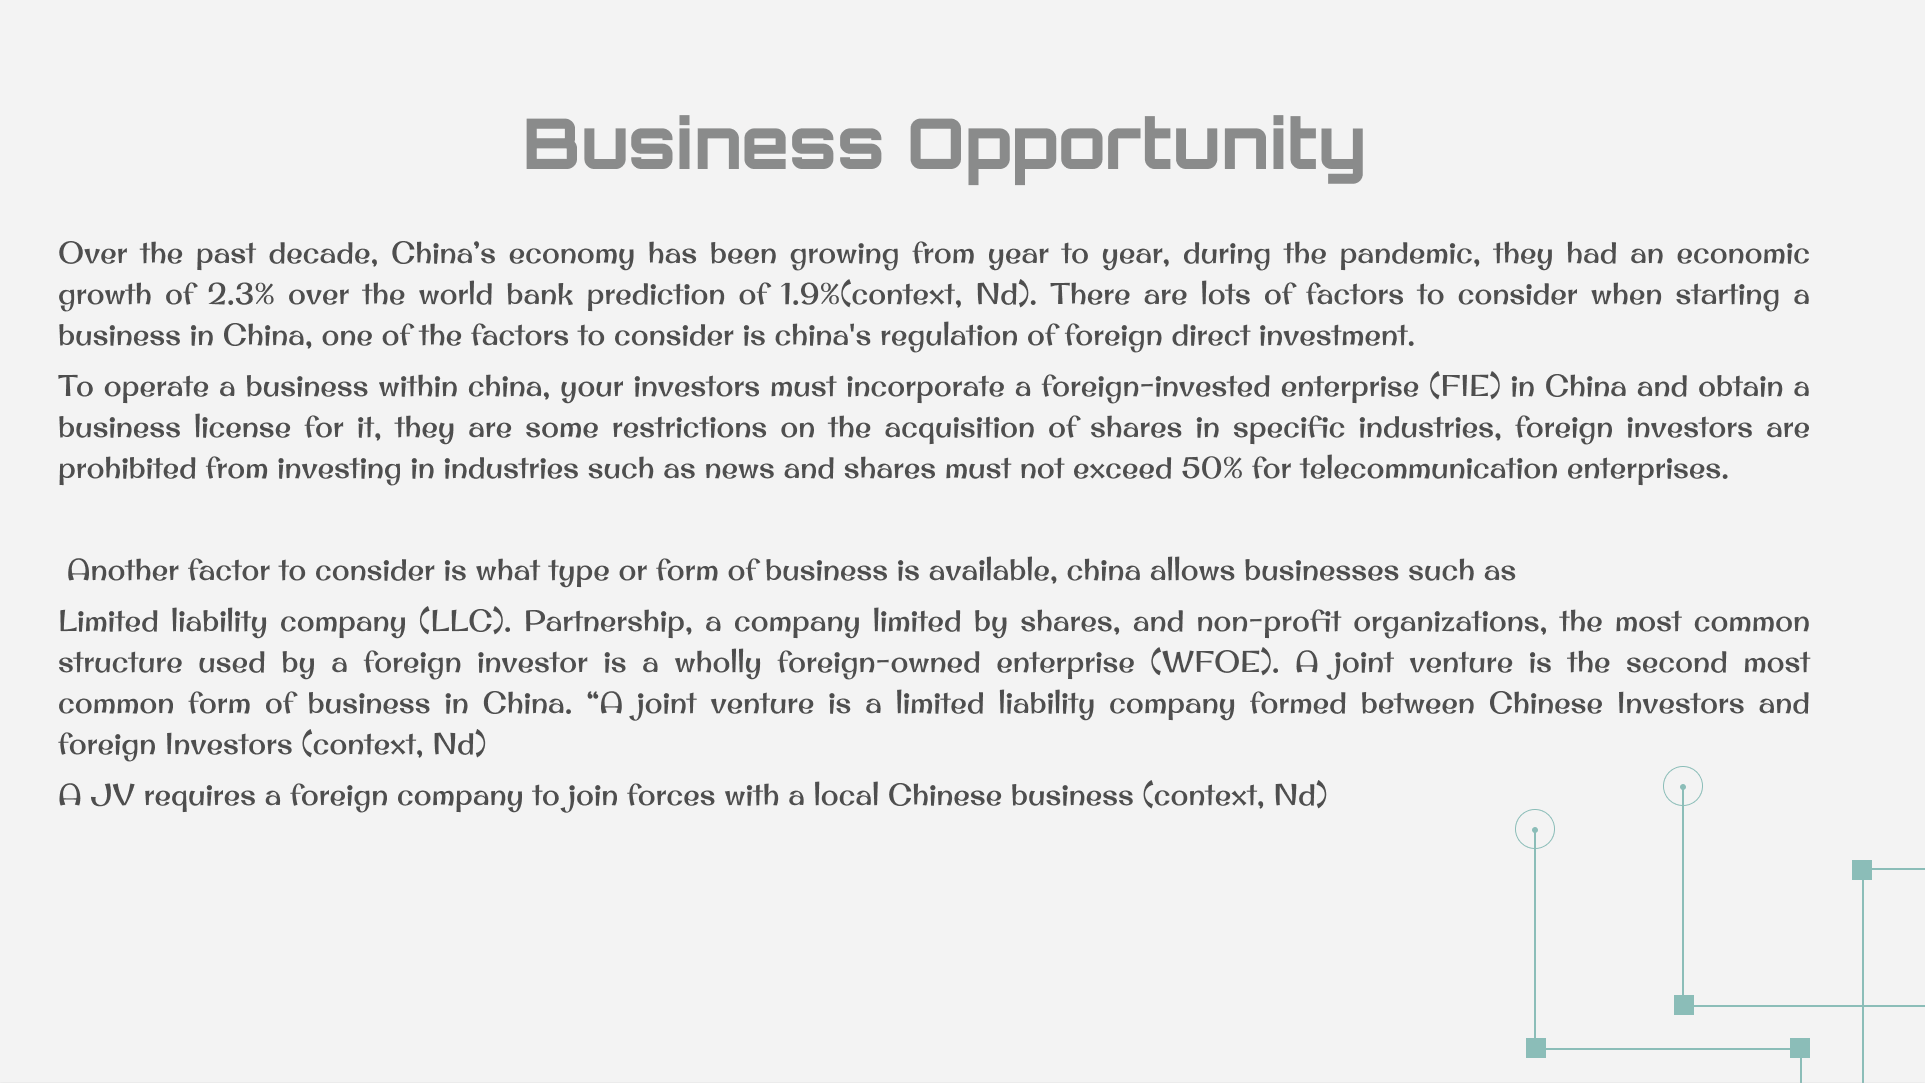 Business Opportunity
Over the past decade, China’s economy has been growing from year to year, during the pandemic, they had an economic
growth of 2.3% over the world bank prediction of 1.9%(context, Nd). There are lots of factors to consider when starting a
business in China, one of the factors to consider is china's regulation of foreign direct investment.
To operate a business within china, your investors must incorporate a foreign-invested enterprise (FIE) in China and obtain a
business license for it, they are some restrictions on the acquisition of shares in specific industries, foreign investors are
prohibited from investing in industries such as news and shares must not exceed 50% for telecommunication enterprises.
Another factor to consider is what type or form of business is available, china allows businesses such as
Limited liability company (LLC). Partnership, a company limited by shares, and non-profit organizations, the most common
structure used by a foreign investor is a wholly foreign-owned enterprise (WFOE). A joint venture is the second most
common form of business in China. “A joint venture is a limited liability company formed between Chinese Investors and
foreign Investors (context, Nd)
A JV requires a foreign company to join forces with a local Chinese business (context, Nd)